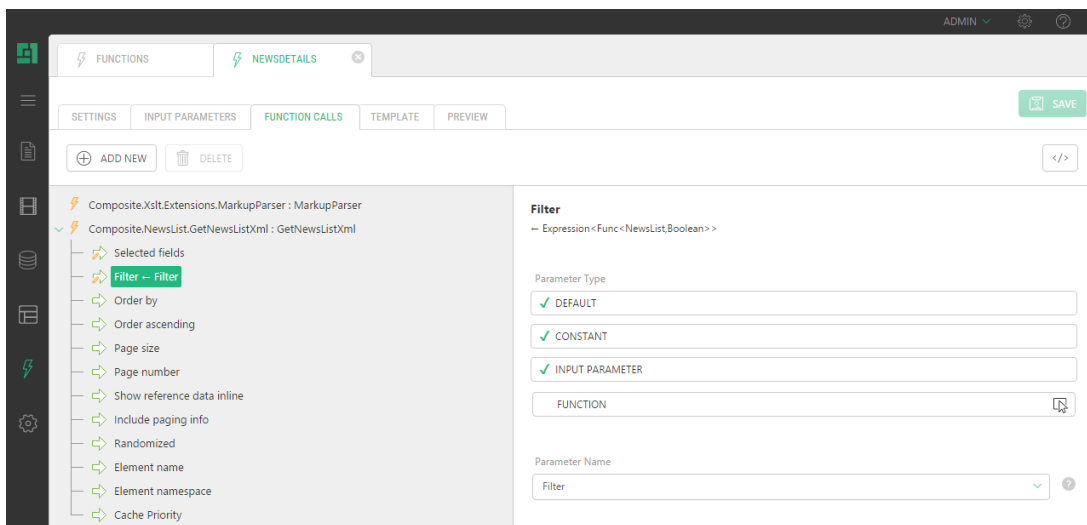 ADMIN
FUNCTIONS
NEWSDETAILS
SETTINGS
INPUT PARAMETERS
FUNCTION CALLS
TEMPLATE
PREVIEW
SAVE
ADD NEW
DELETE
</>
Composite.Xslt.Extensions.MarkupParser : MarkupParser
Composite.NewsList.GetNewsListXml : GetNewsListXml
Selected fields
Filter ← Filter
Order by
Order ascending
Page size
Page number
Show reference data inline
Include paging info
Randomized
Element name
Element namespace
Cache Priority
Filter
← Expression<Func<NewsList,Boolean>>
Parameter Type
DEFAULT
CONSTANT
INPUT PARAMETER
FUNCTION
Parameter Name
Filter